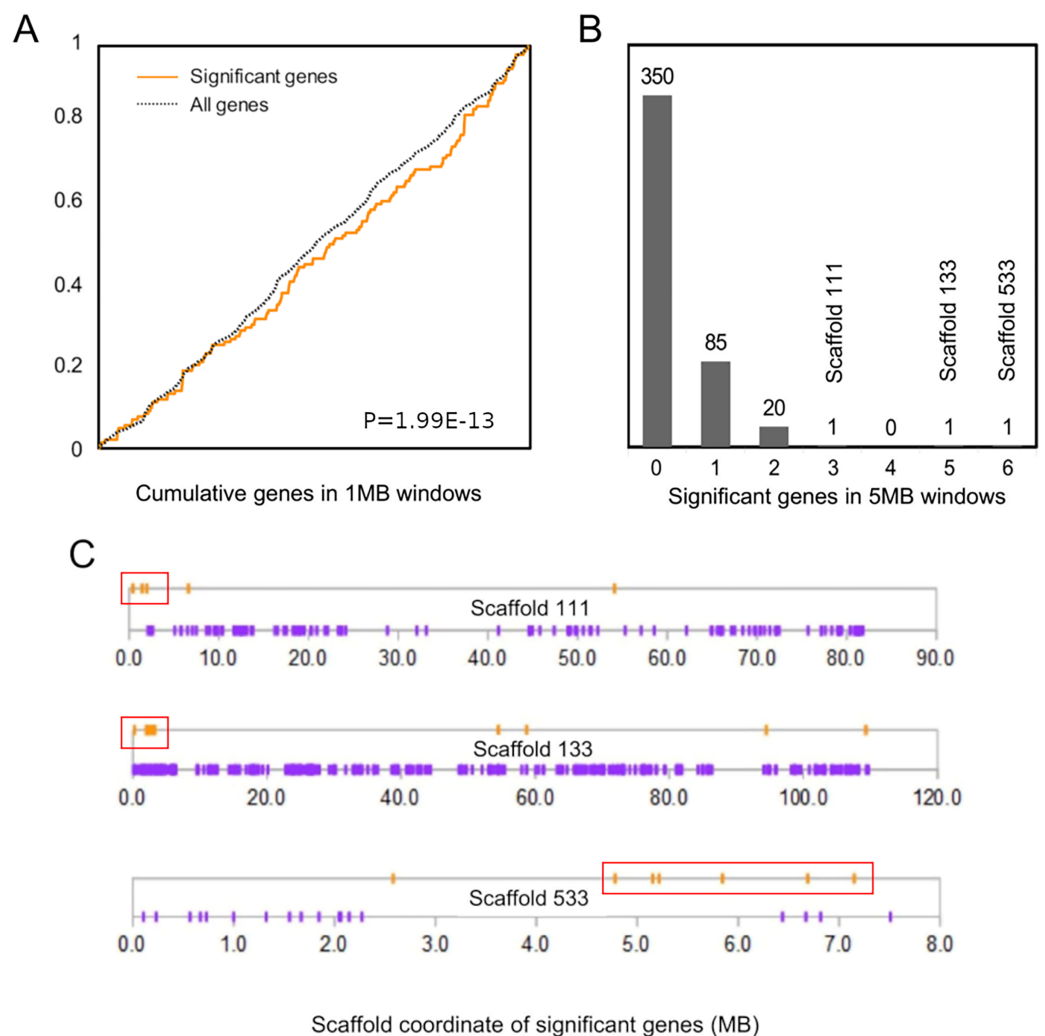 A
1
0.8
0.6
0.4
0.2
0
Significant genes
All genes
P=1.99E-13
Cumulative genes in 1MB windows
B
350
85
20
1
0
1
1
Scaffold 111
Scaffold 133
Scaffold 533
0 1 2 3 4 5 6
Significant genes in 5MB windows
C
Scaffold 111
0.0 10.0 20.0 30.0 40.0 50.0 60.0 70.0 80.0 90.0
Scaffold 133
0.0 20.0 40.0 60.0 80.0 100.0 120.0
Scaffold 533
0.0 1.0 2.0 3.0 4.0 5.0 6.0 7.0 8.0
Scaffold coordinate of significant genes (MB)